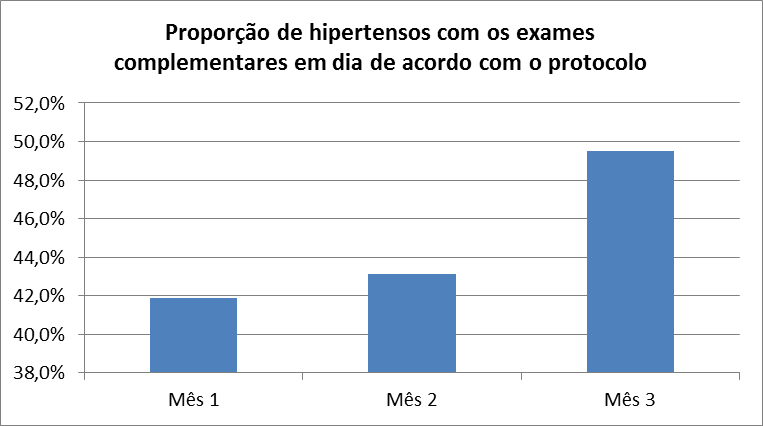 Proporção de hipertensos com os exames
complementares em dia de acordo com o protocolo
52,0%
50,0%
48,0%
46,0%
44,0%
42,0%
40,0%
38,0%
Mês 1
Mês 2
Mês 3